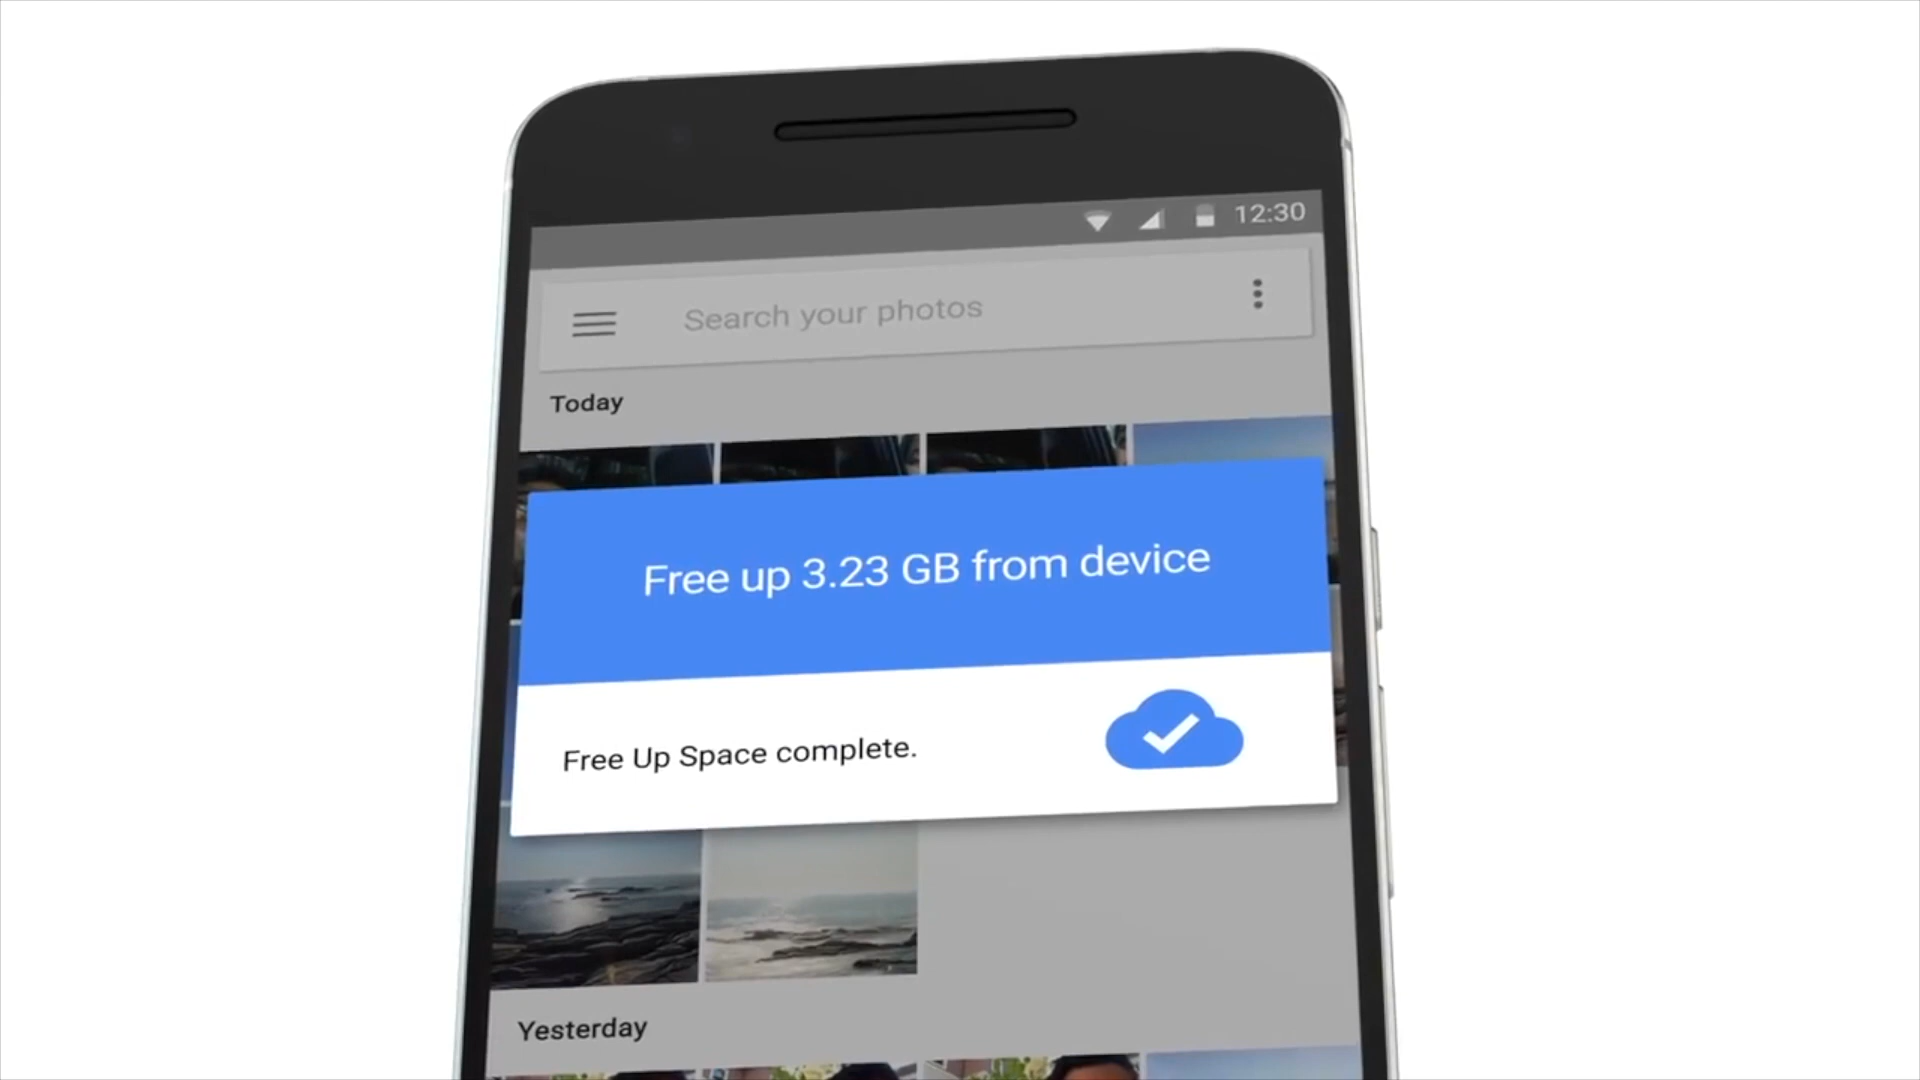 12:30
Search your photos
Today
Free up 3.23 GB from device
Free Up Space complete.
Yesterday